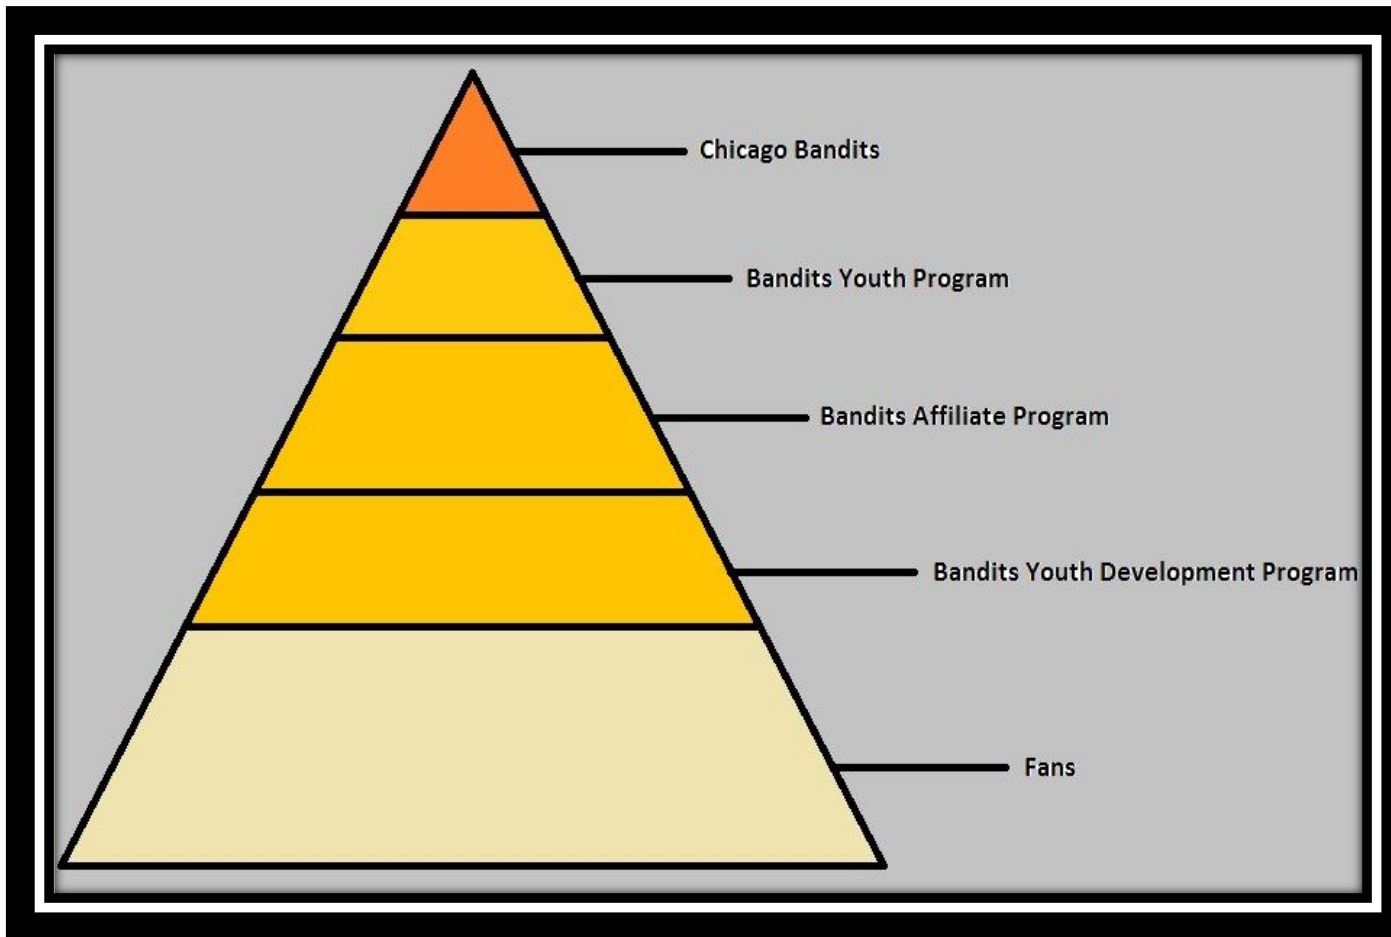 Chicago Bandits
Bandits Youth Program
Bandits Affiliate Program
Bandits Youth Development Program
Fans